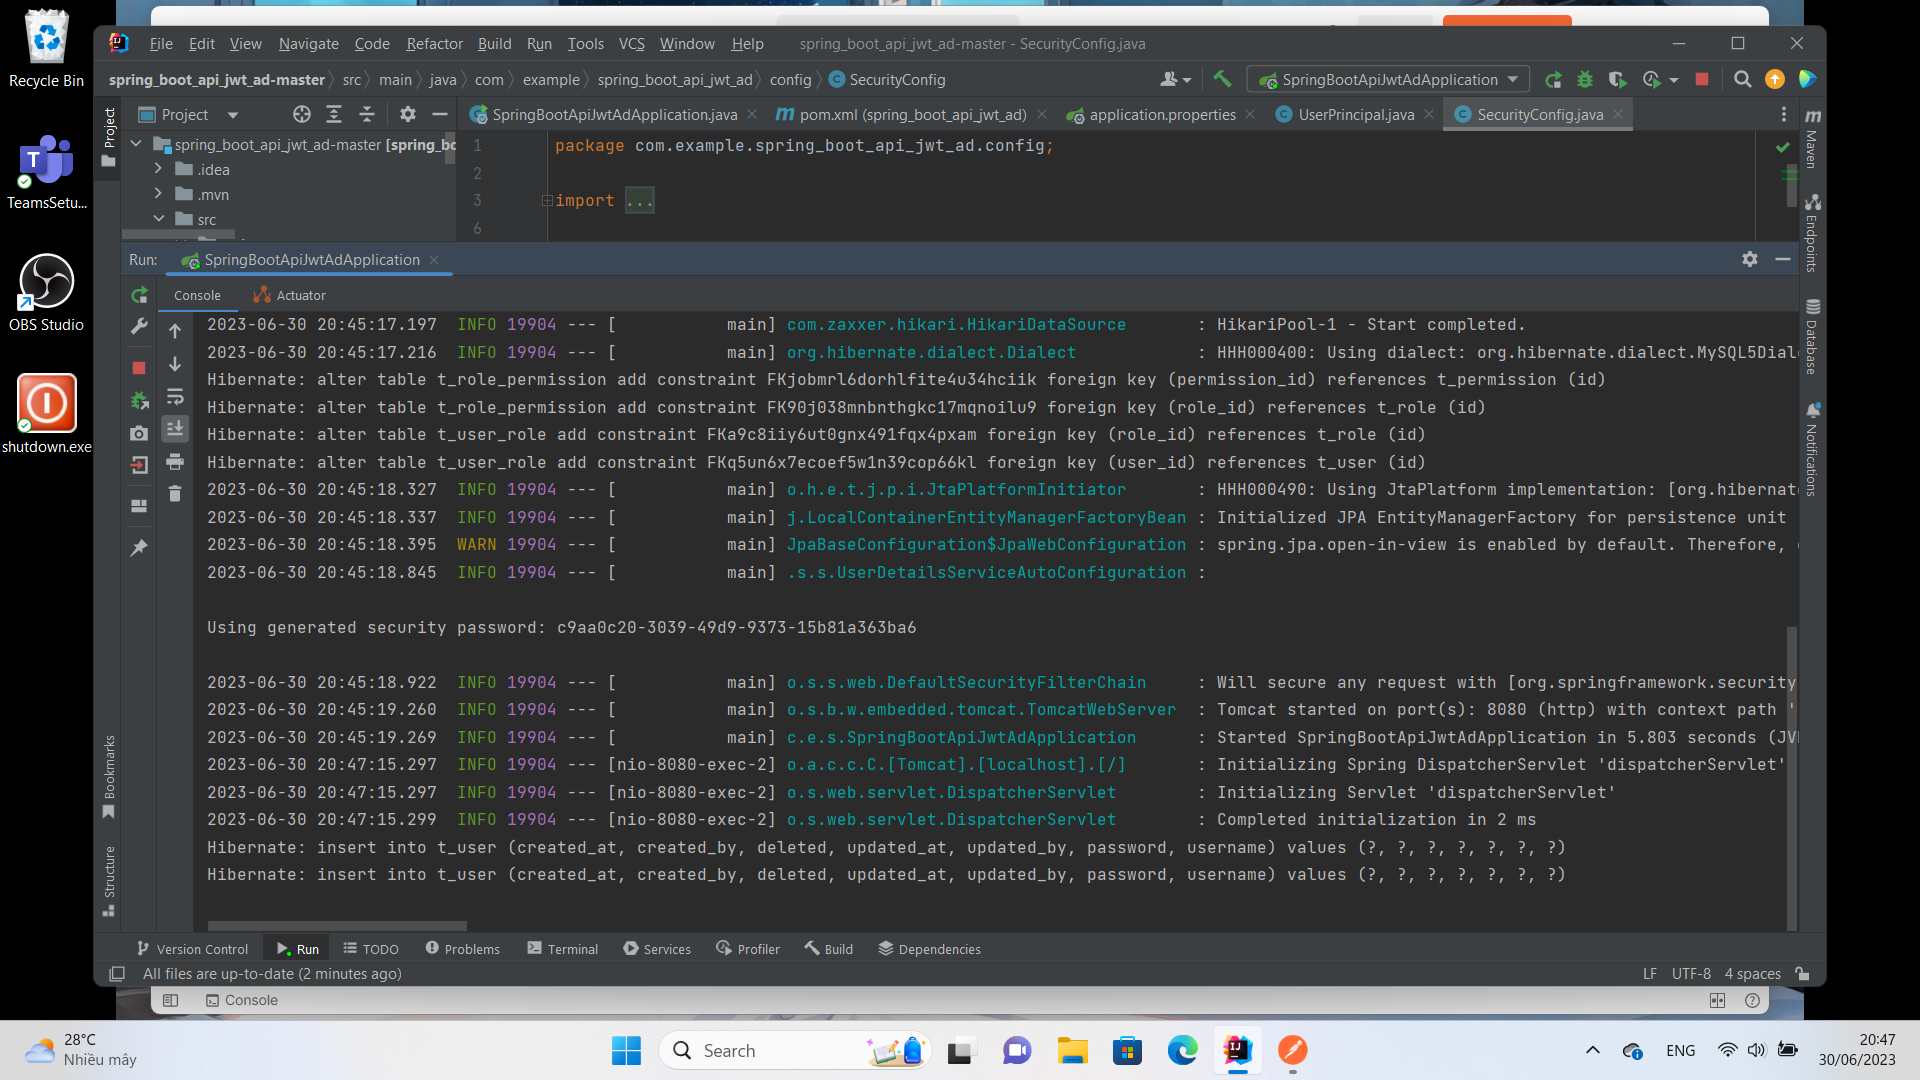 Recycle Bin
TeamsSetu...
OBS Studio
shutdown.exe
File Edit View Navigate Code Refactor Build Run Tools VCS Window Help spring_boot_api_jwt_ad-master - SecurityConfig.java
spring_boot_api_jwt_ad-master src main java com example spring_boot_api_jwt_ad config SecurityConfig SpringBootApiJwtAdApplication
Project SpringBootApiJwtAdApplication.java pom.xml (spring_boot_api_jwt_ad) application.properties UserPrincipal.java SecurityConfig.java
Project
spring_boot_api_jwt_ad-master [spring_bo
.idea
.mvn
src
1 package com.example.spring_boot_api_jwt_ad.config;
2
3 import ...
6
Maven
Endpoints
Database
Notifications
Run: SpringBootApiJwtAdApplication
Console Actuator
2023-06-30 20:45:17.197 INFO 19904 --- [ main] com.zaxxer.hikari.HikariDataSource : HikariPool-1 - Start completed.
2023-06-30 20:45:17.216 INFO 19904 --- [ main] org.hibernate.dialect.Dialect : HHH000400: Using dialect: org.hibernate.dialect.MySQL5Diale
Hibernate: alter table t_role_permission add constraint FKjobmrl6dorhlfite4u34hciik foreign key (permission_id) references t_permission (id)
Hibernate: alter table t_role_permission add constraint FK90j038mnbnthgkc17mqnoilu9 foreign key (role_id) references t_role (id)
Hibernate: alter table t_user_role add constraint FKa9c8iiy6ut0gnx491fqx4pxam foreign key (role_id) references t_role (id)
Hibernate: alter table t_user_role add constraint FKq5un6x7ecoef5w1n39cop66kl foreign key (user_id) references t_user (id)
2023-06-30 20:45:18.327 INFO 19904 --- [ main] o.h.e.t.j.p.i.JtaPlatformInitiator : HHH000490: Using JtaPlatform implementation: [org.hibernat
2023-06-30 20:45:18.337 INFO 19904 --- [ main] j.LocalContainerEntityManagerFactoryBean : Initialized JPA EntityManagerFactory for persistence unit
2023-06-30 20:45:18.395 WARN 19904 --- [ main] JpaBaseConfiguration$JpaWebConfiguration : spring.jpa.open-in-view is enabled by default. Therefore,
2023-06-30 20:45:18.845 INFO 19904 --- [ main] .s.s.UserDetailsServiceAutoConfiguration :
Using generated security password: c9aa0c20-3039-49d9-9373-15b81a363ba6
2023-06-30 20:45:18.922 INFO 19904 --- [ main] o.s.s.web.DefaultSecurityFilterChain : Will secure any request with [org.springframework.security
2023-06-30 20:45:19.260 INFO 19904 --- [ main] o.s.b.w.embedded.tomcat.TomcatWebServer : Tomcat started on port(s): 8080 (http) with context path '
2023-06-30 20:45:19.269 INFO 19904 --- [ main] c.e.s.SpringBootApiJwtAdApplication : Started SpringBootApiJwtAdApplication in 5.803 seconds (JVM
2023-06-30 20:47:15.297 INFO 19904 --- [nio-8080-exec-2] o.a.c.c.C.[Tomcat].[localhost].[/] : Initializing Spring DispatcherServlet 'dispatcherServlet'
2023-06-30 20:47:15.297 INFO 19904 --- [nio-8080-exec-2] o.s.web.servlet.DispatcherServlet : Initializing Servlet 'dispatcherServlet'
2023-06-30 20:47:15.299 INFO 19904 --- [nio-8080-exec-2] o.s.web.servlet.DispatcherServlet : Completed initialization in 2 ms
Hibernate: insert into t_user (created_at, created_by, deleted, updated_at, updated_by, password, username) values (?, ?, ?, ?, ?, ?, ?)
Hibernate: insert into t_user (created_at, created_by, deleted, updated_at, updated_by, password, username) values (?, ?, ?, ?, ?, ?, ?)
Bookmarks
Structure
Version Control Run TODO Problems Terminal Services Profiler Build Dependencies
All files are up-to-date (2 minutes ago) LF UTF-8 4 spaces
Console
28°C
Nhiều mây
Search
ENG
20:47
30/06/2023